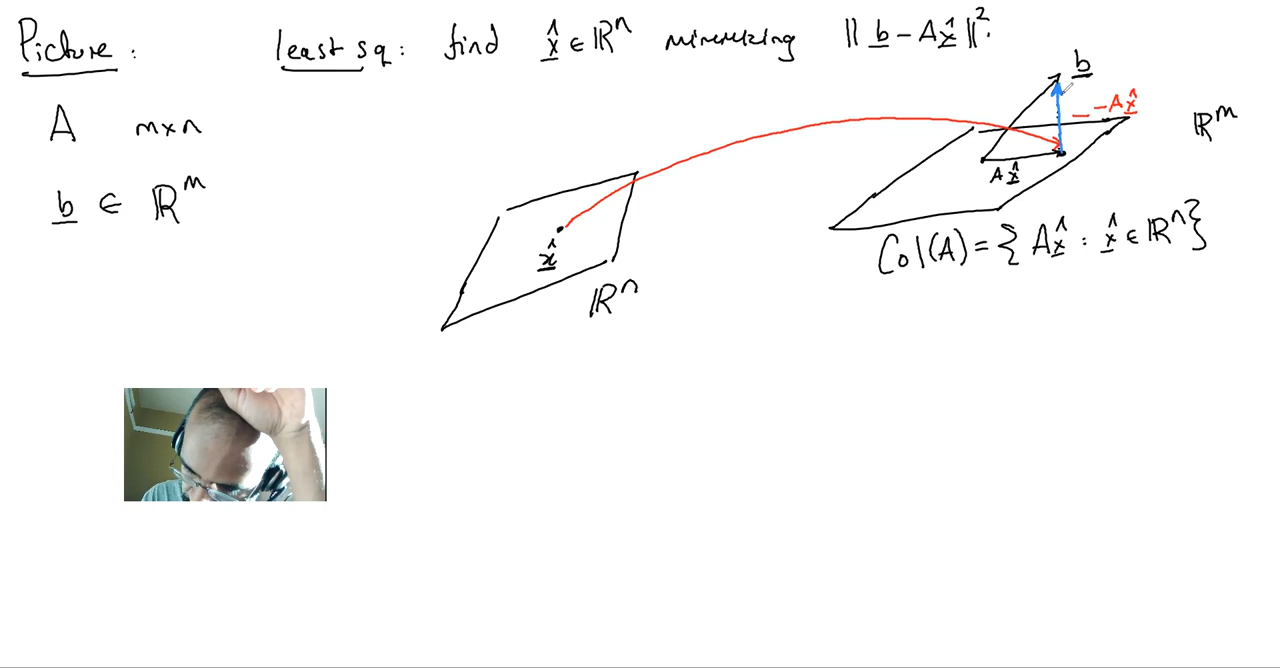 Picture: least sq: find x̂ ∈ ℝⁿ minimizing ‖b - Ax̂‖².
A m×n
b ∈ ℝᵐ
b
-Ax̂
ℝᵐ
Ax̂
x̂
Col(A) = { Ax̂ : x̂ ∈ ℝⁿ }
ℝⁿ